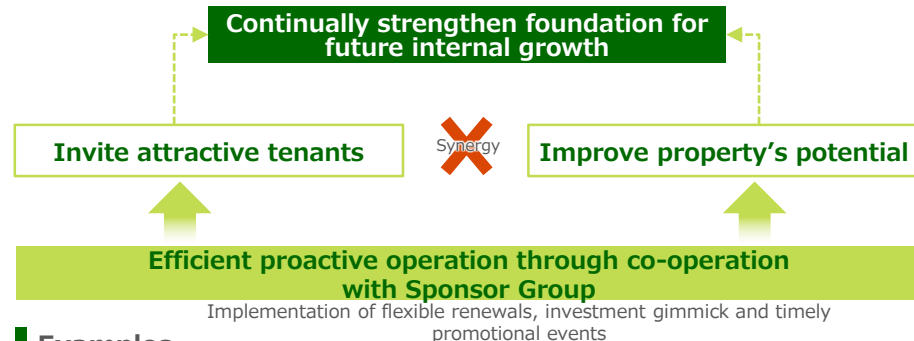 Continually strengthen foundation for
future internal growth
Invite attractive tenants
Synergy
Improve property's potential
Efficient proactive operation through co-operation
with Sponsor Group
Implementation of flexible renewals, investment gimmick and timely
promotional events
Examples